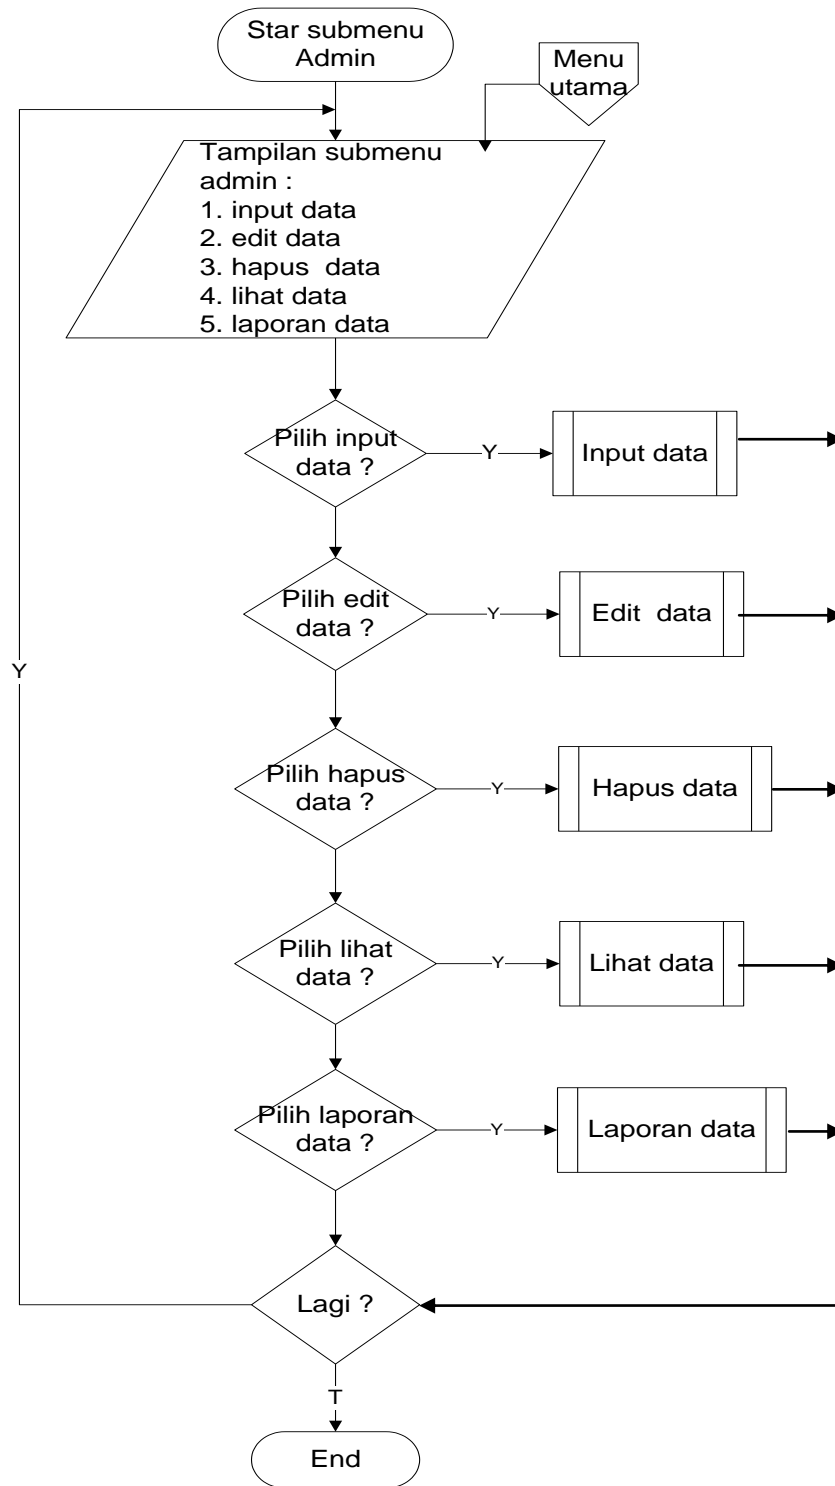 Star submenu
Admin
Menu
utama
Tampilan submenu
admin :
1. input data
2. edit data
3. hapus  data
4. lihat data
5. laporan data
Pilih input
data ?
Y
Input data
Pilih edit
data ?
Y
Edit  data
Y
Pilih hapus
data ?
Y
Hapus data
Pilih lihat
data ?
Y
Lihat data
Pilih laporan
data ?
Y
Laporan data
Lagi ?
T
End